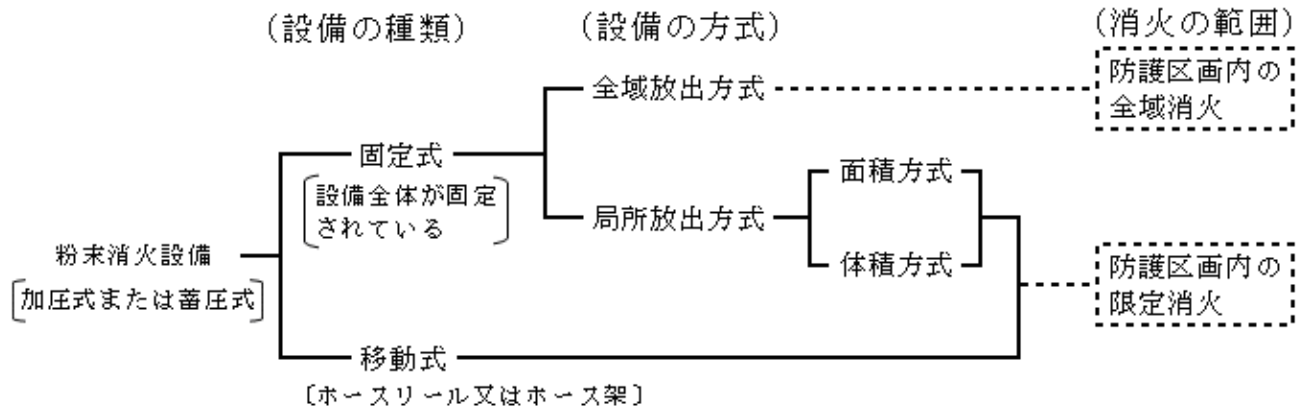 (設備の種類)
(設備の方式)
(消火の範囲)
全域放出方式
防護区画内の
全域消火
固定式
〔設備全体が固定
されている〕
面積方式
局所放出方式
体積方式
粉末消火設備
〔加圧式または蓄圧式〕
防護区画内の
限定消火
移動式
〔ホースリール又はホース架〕